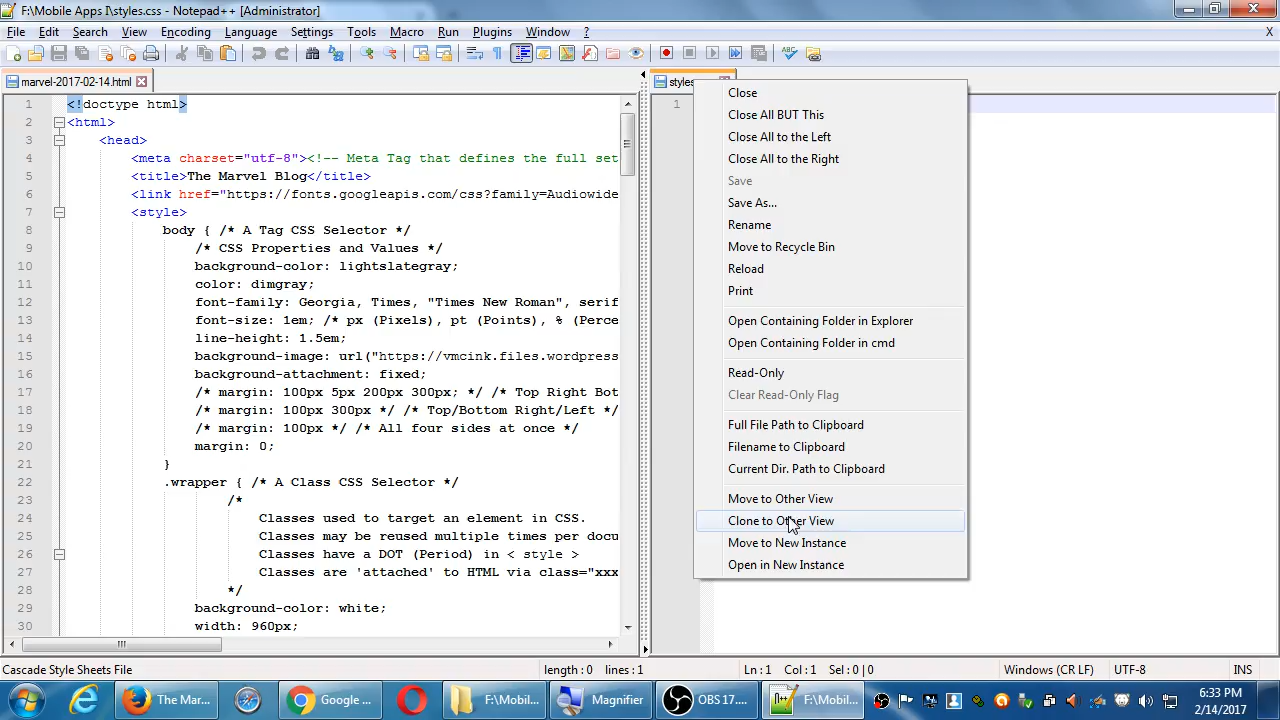 F:\Mobile Apps I\styles.css - Notepad++ [Administrator]
File Edit Search View Encoding Language Settings Tools Macro Run Plugins Window ? X
marvel-2017-02-14.html
styles
1 <!doctype html>
2 <html>
3 <head>
4 <meta charset="utf-8"><!-- Meta Tag that defines the full set
5 <title>The Marvel Blog</title>
6 <link href="https://fonts.googleapis.com/css?family=Audiowide
7 <style>
8 body { /* A Tag CSS Selector */
9 /* CSS Properties and Values */
10 background-color: lightslategray;
11 color: dimgray;
12 font-family: Georgia, Times, "Times New Roman", serif
13 font-size: 1em; /* px (Pixels), pt (Points), % (Perce
14 line-height: 1.5em;
15 background-image: url("https://vmcink.files.wordpress
16 background-attachment: fixed;
17 /* margin: 100px 5px 200px 300px; */ /* Top Right Bot
18 /* margin: 100px 300px */ /* Top/Bottom Right/Left */
19 /* margin: 100px */ /* All four sides at once */
20 margin: 0;
21 }
22 .wrapper { /* A Class CSS Selector */
23 /*
24 Classes used to target an element in CSS.
25 Classes may be reused multiple times per docu
26 Classes have a DOT (Period) in < style >
27 Classes are 'attached' to HTML via class="xxx
28 */
29 background-color: white;
30 width: 960px;
1
Close
Close All BUT This
Close All to the Left
Close All to the Right
Save
Save As...
Rename
Move to Recycle Bin
Reload
Print
Open Containing Folder in Explorer
Open Containing Folder in cmd
Read-Only
Clear Read-Only Flag
Full File Path to Clipboard
Filename to Clipboard
Current Dir. Path to Clipboard
Move to Other View
Clone to Other View
Move to New Instance
Open in New Instance
Cascade Style Sheets File length : 0 lines : 1 Ln : 1 Col : 1 Sel : 0 | 0 Windows (CR LF) UTF-8 INS
The Mar... Google ... F:\Mobil... Magnifier OBS 17.... F:\Mobil... 6:33 PM
2/14/2017